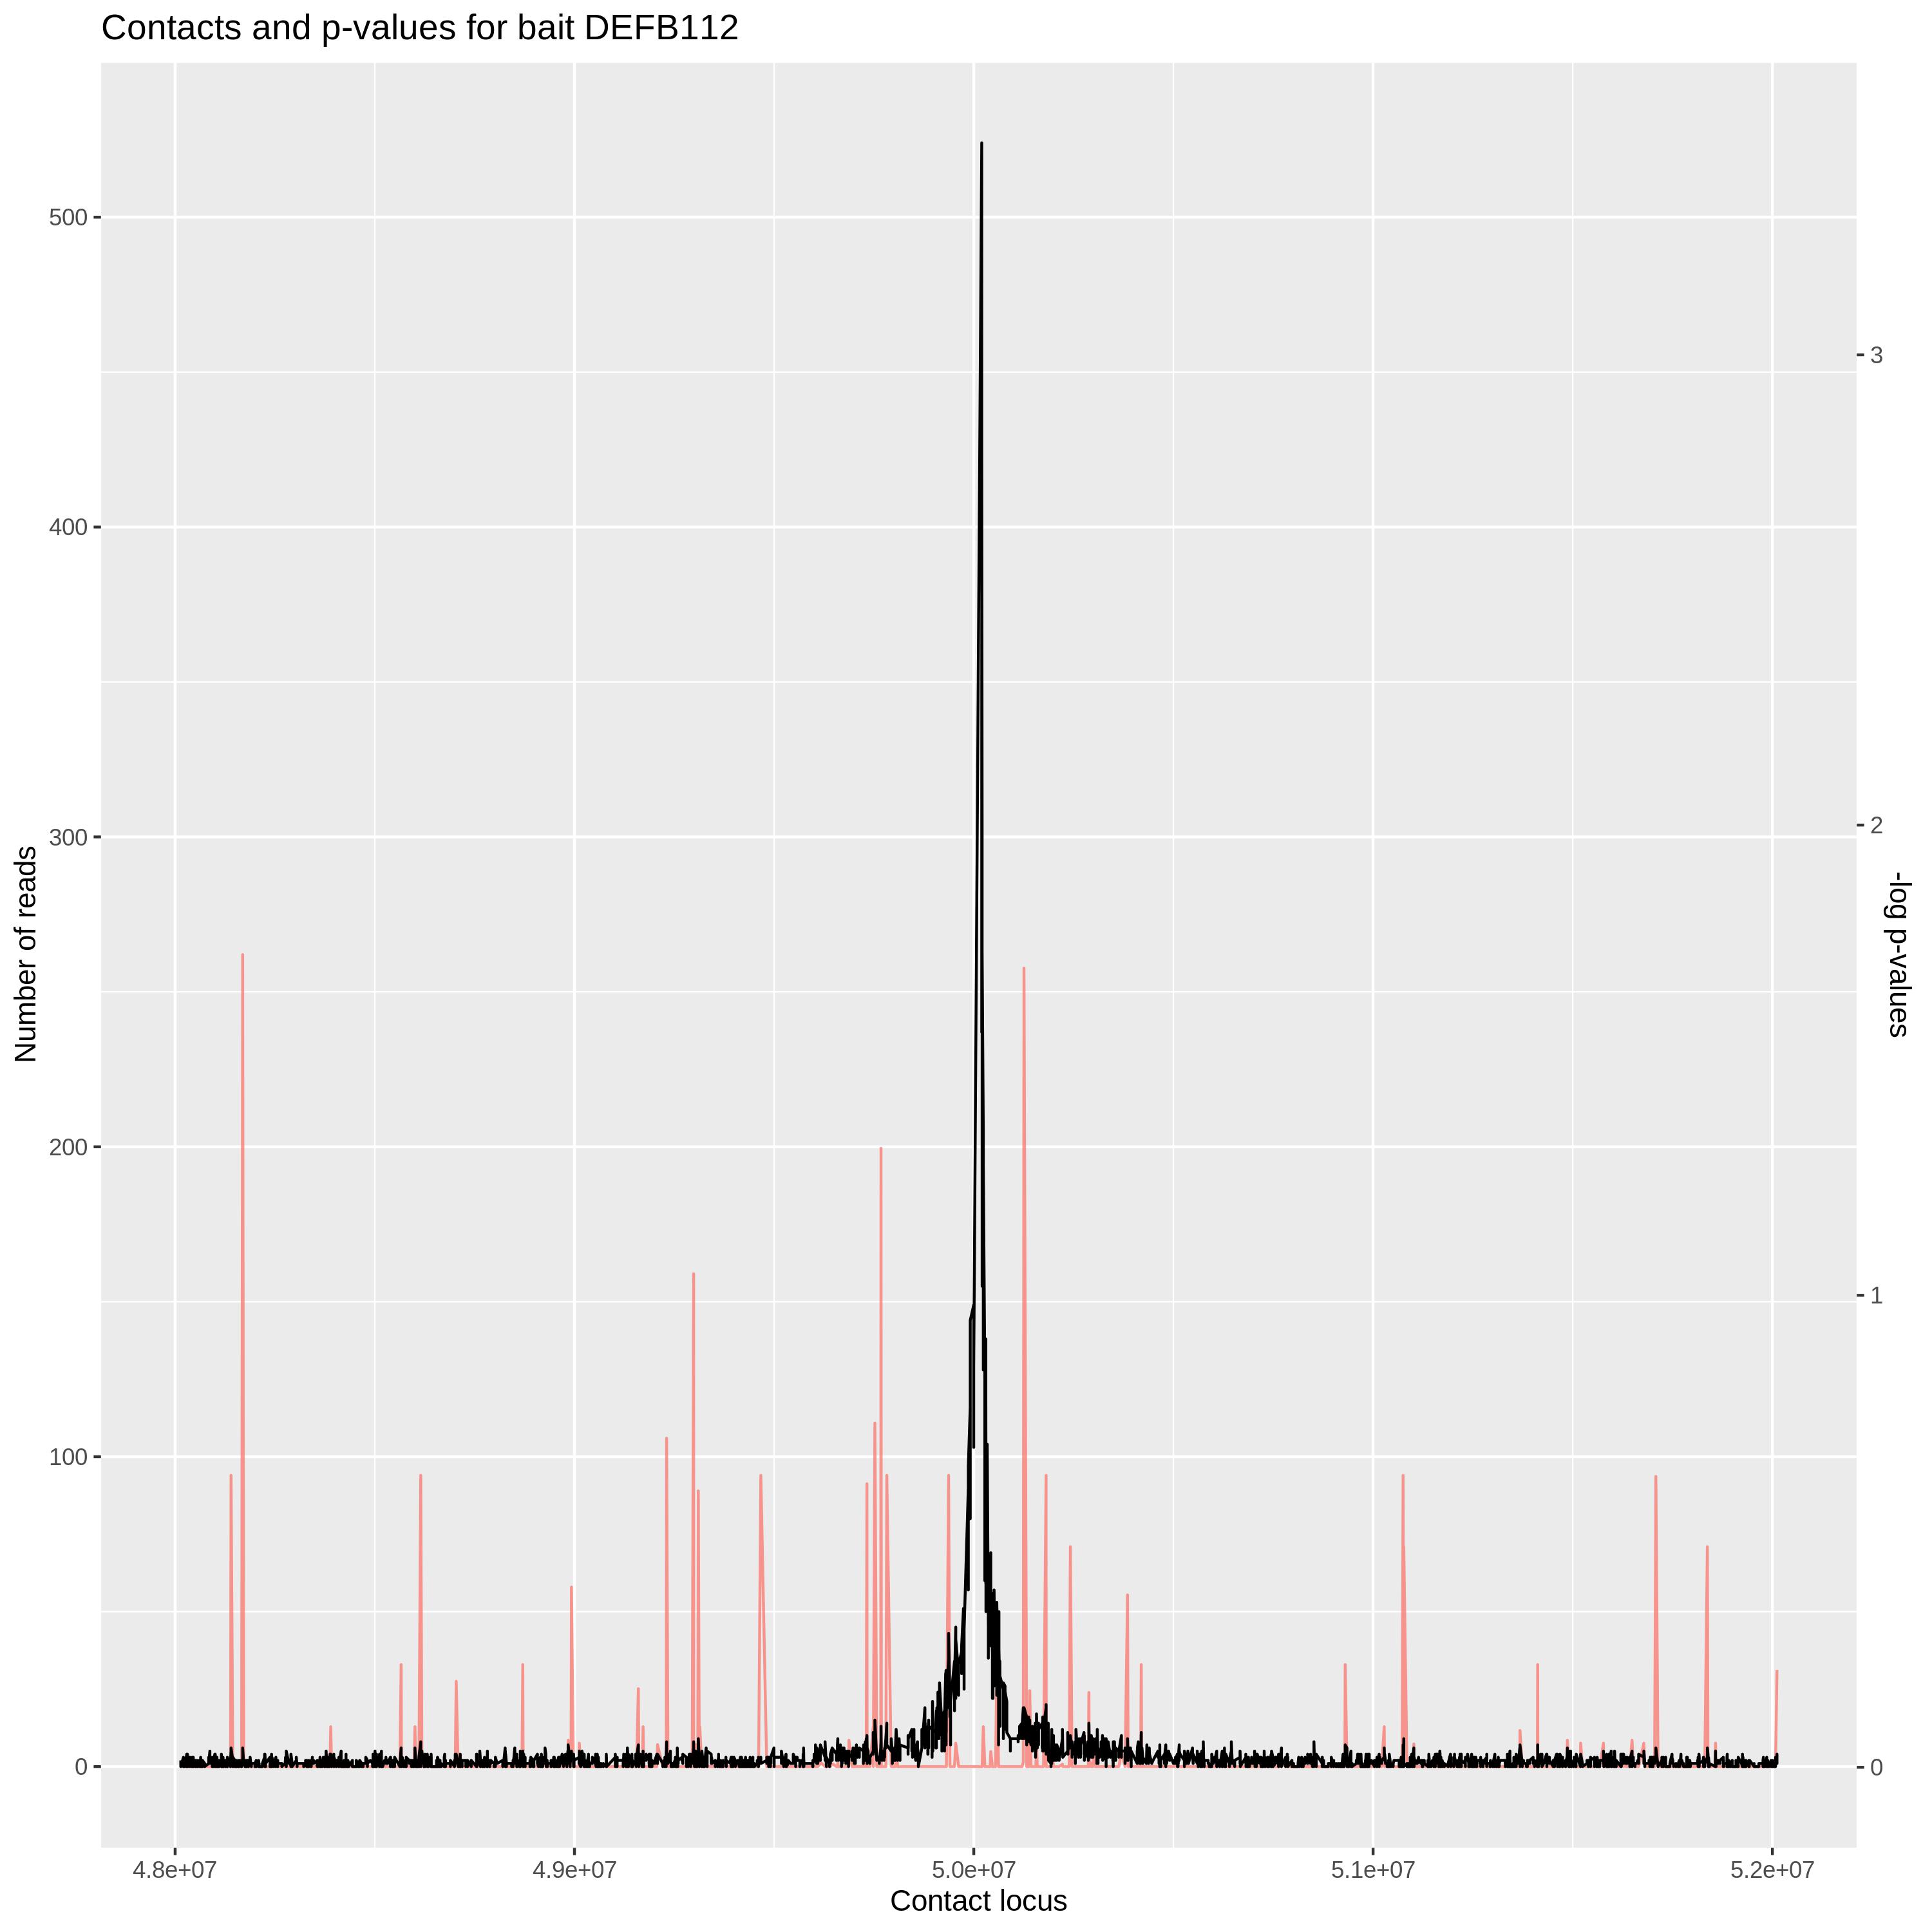 Contacts and p-values for bait DEFB112
500
400
300
200
100
0
Number of reads
3
2
1
0
-log p-values
4.8e+07
4.9e+07
5.0e+07
5.1e+07
5.2e+07
Contact locus